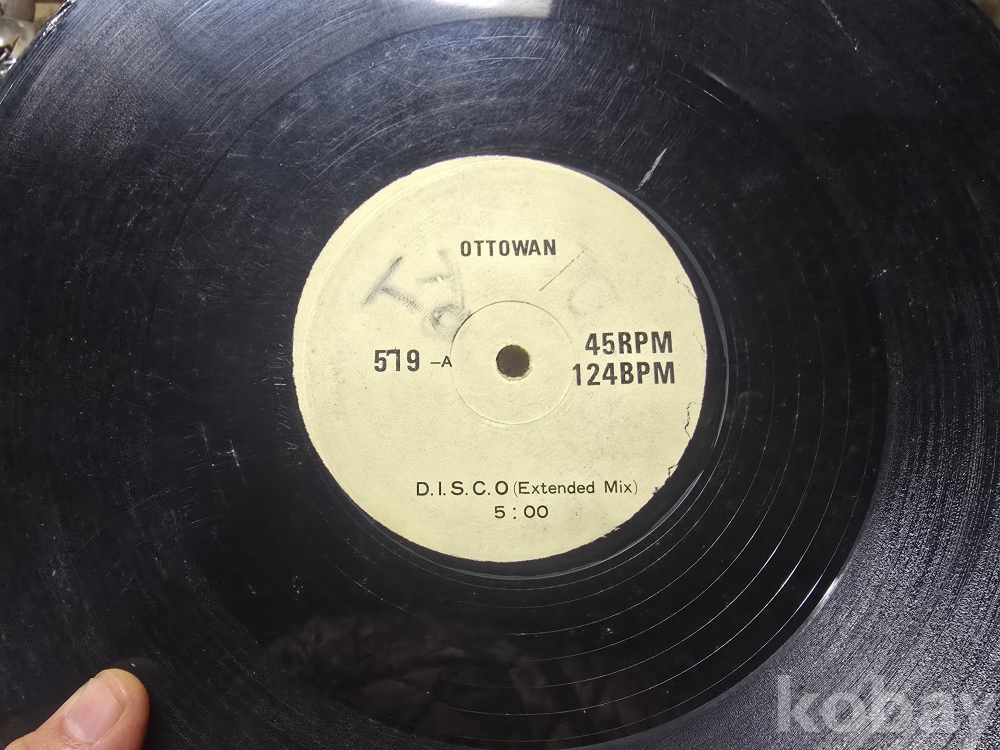 OTTOWAN
519 -A
45RPM
124BPM
D.I.S.C.O (Extended Mix)
5:00
kobay